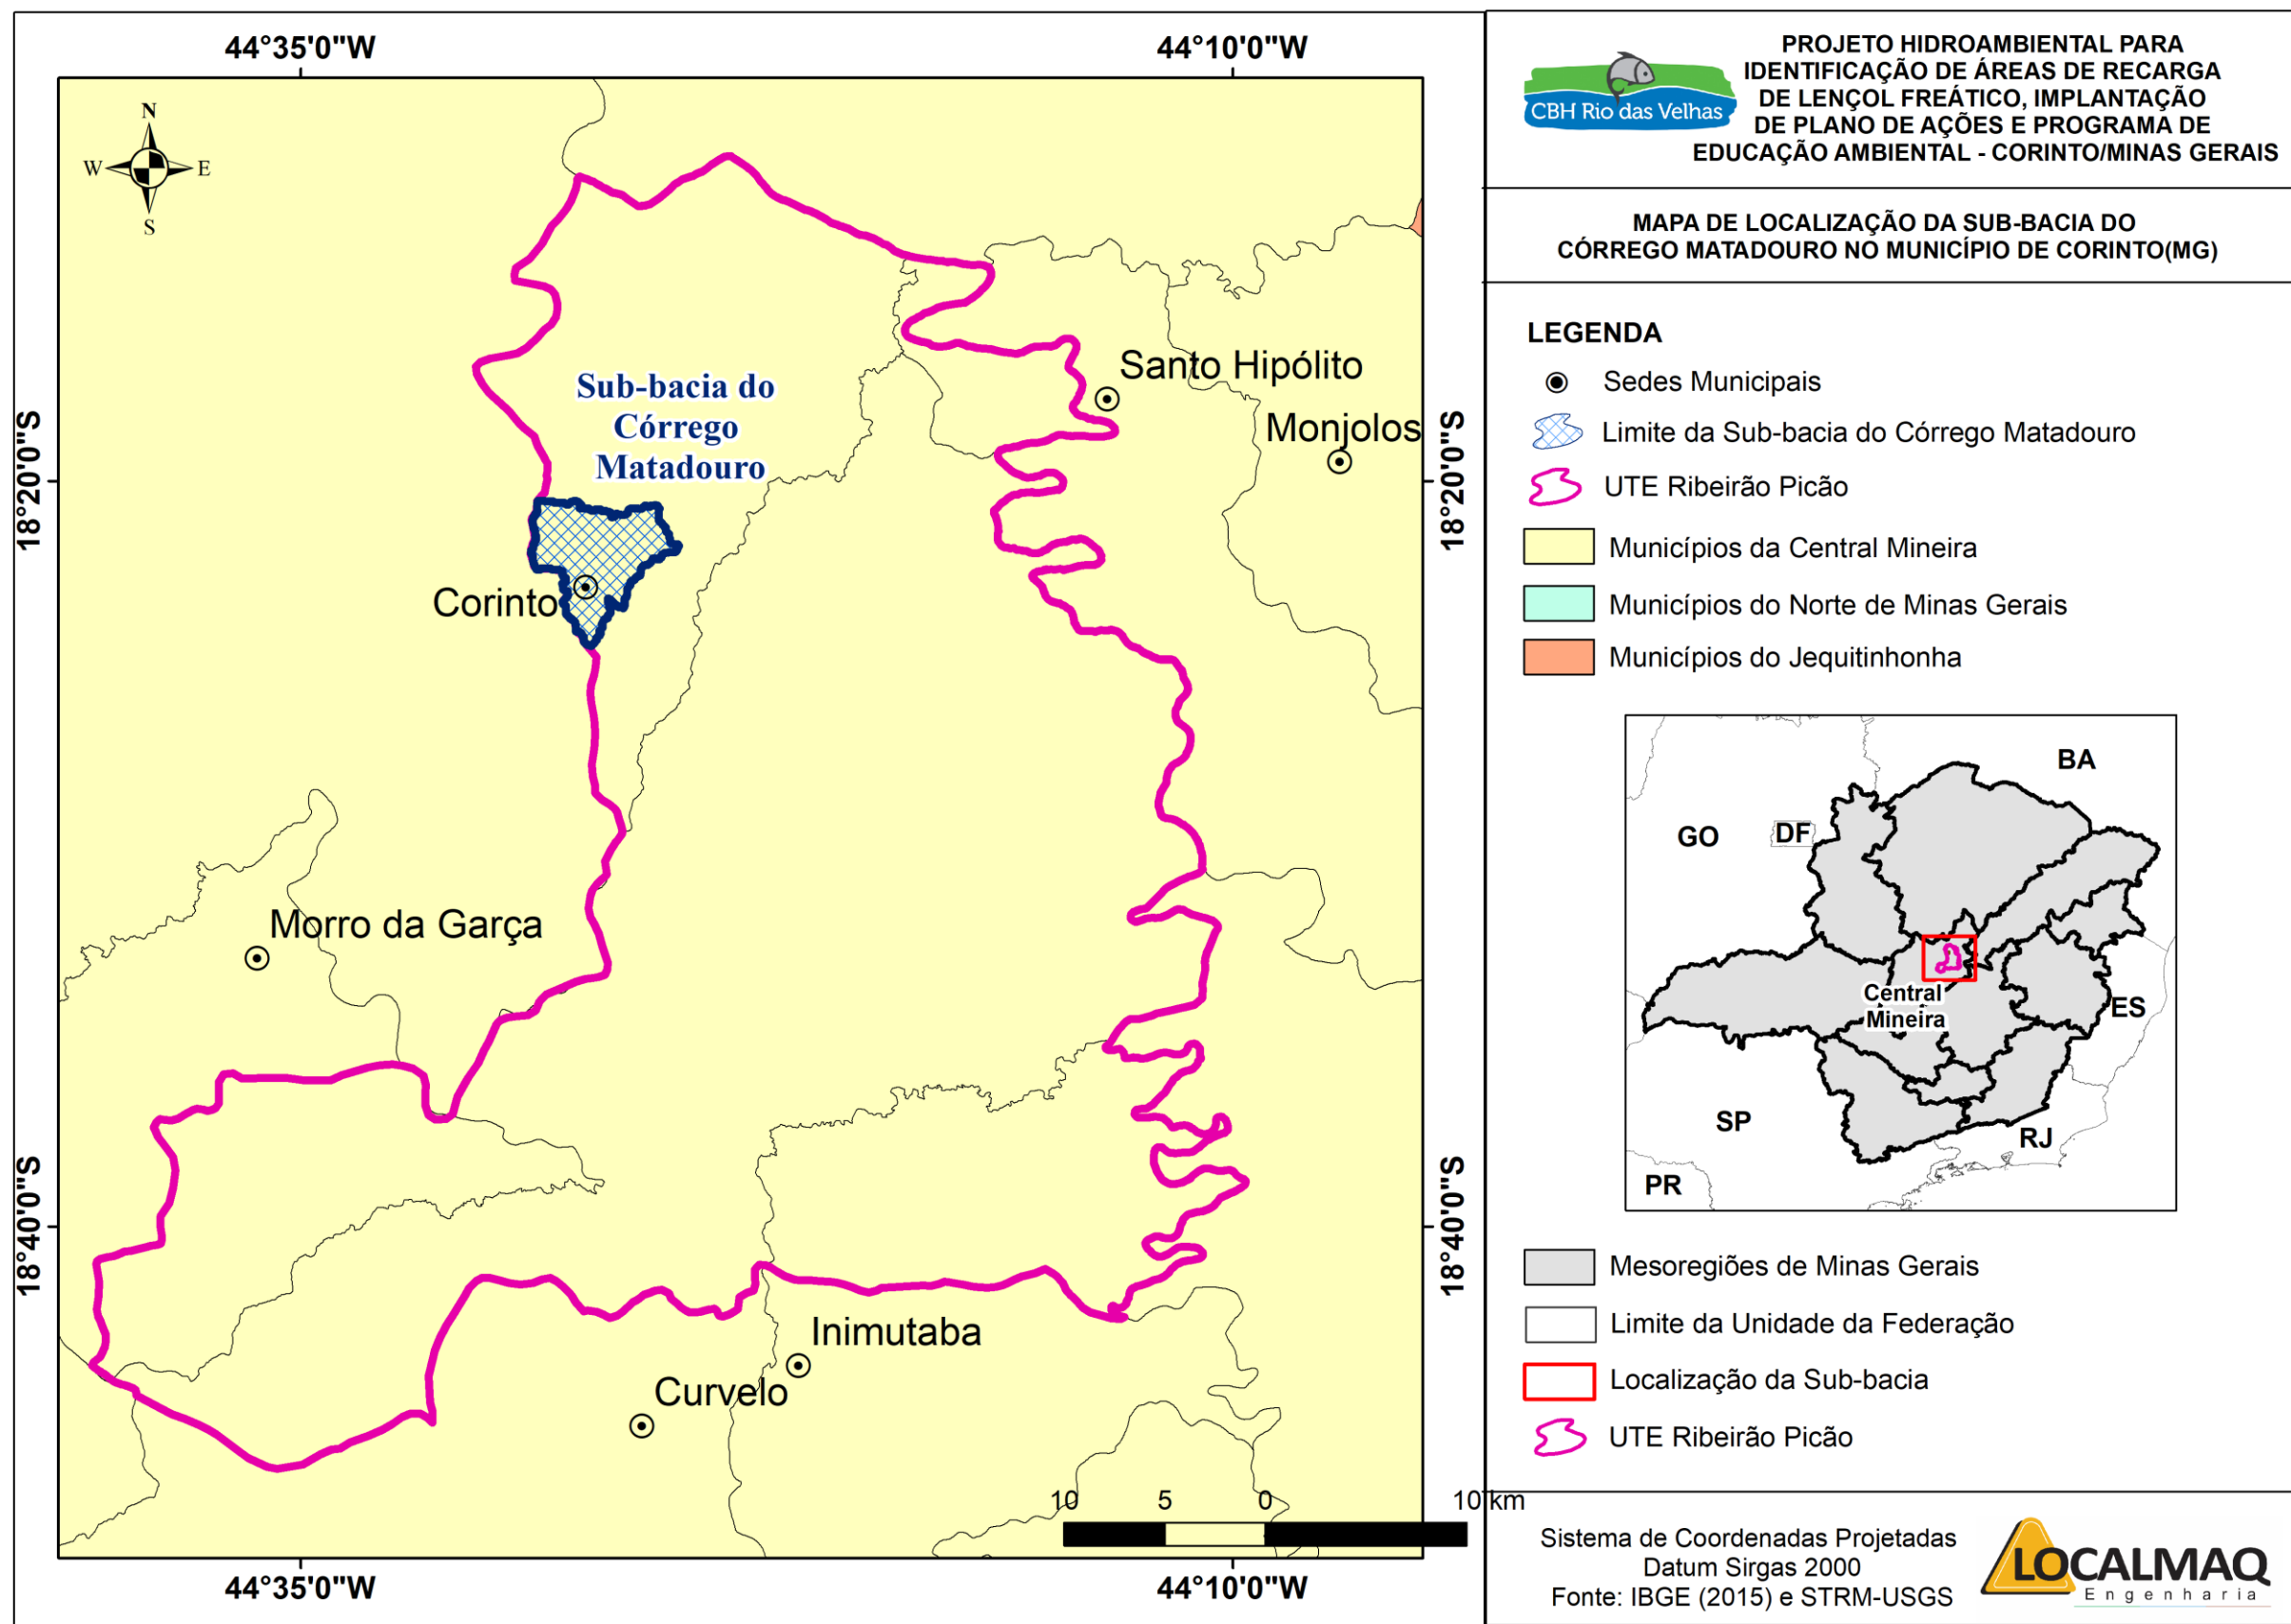 44°35'0"W
44°10'0"W
N
W
E
S
18°20'0"S
18°20'0"S
18°40'0"S
18°40'0"S
Sub-bacia do
Córrego
Matadouro
Santo Hipólito
Monjolos
Corinto
Morro da Garça
Inimutaba
Curvelo
10
5
0
10 km
44°35'0"W
44°10'0"W
CBH Rio das Velhas
PROJETO HIDROAMBIENTAL PARA
IDENTIFICAÇÃO DE ÁREAS DE RECARGA
DE LENÇOL FREÁTICO, IMPLANTAÇÃO
DE PLANO DE AÇÕES E PROGRAMA DE
EDUCAÇÃO AMBIENTAL - CORINTO/MINAS GERAIS
MAPA DE LOCALIZAÇÃO DA SUB-BACIA DO
CÓRREGO MATADOURO NO MUNICÍPIO DE CORINTO(MG)
LEGENDA
Sedes Municipais
Limite da Sub-bacia do Córrego Matadouro
UTE Ribeirão Picão
Municípios da Central Mineira
Municípios do Norte de Minas Gerais
Municípios do Jequitinhonha
BA
GO
DF
Central
Mineira
ES
SP
RJ
PR
Mesoregiões de Minas Gerais
Limite da Unidade da Federação
Localização da Sub-bacia
UTE Ribeirão Picão
Sistema de Coordenadas Projetadas
Datum Sirgas 2000
Fonte: IBGE (2015) e STRM-USGS
LOCALMAQ
Engenharia